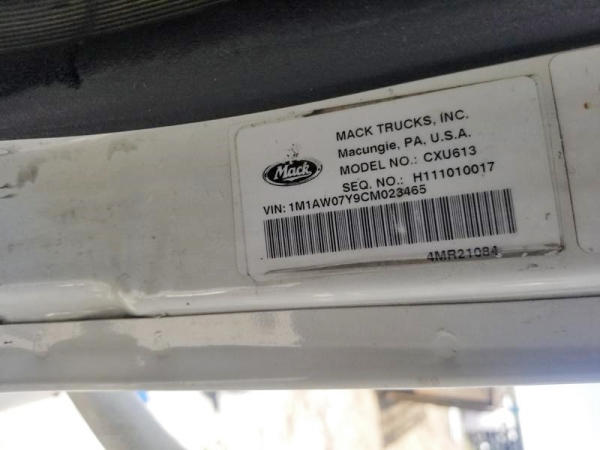 MACK TRUCKS, INC.
Macungie, PA, U.S.A.
MODEL NO.: CXU613
SEQ. NO.: H111010017
Mack
VIN: 1M1AW07Y9CM023465
4MR21084